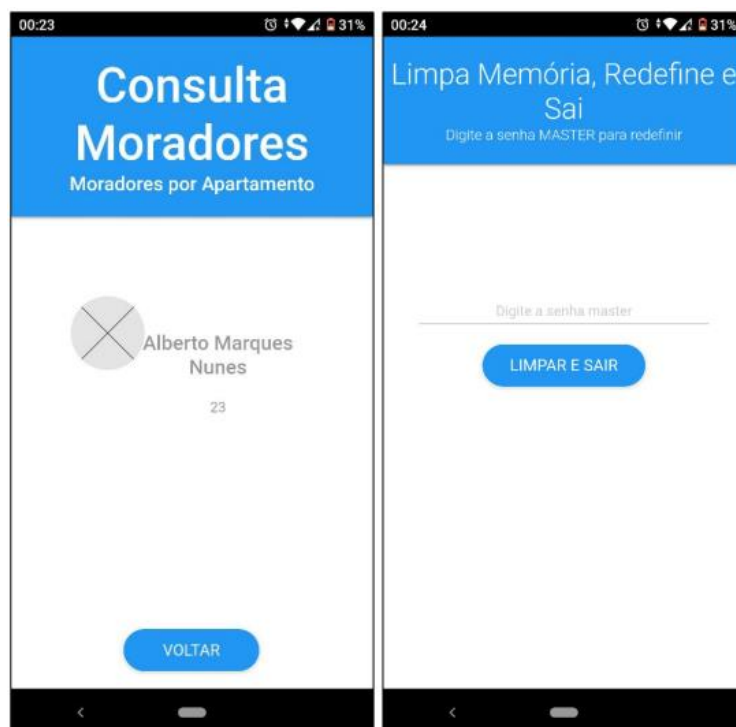 00:23
31%
Consulta
Moradores
Moradores por Apartamento
Alberto Marques
Nunes
23
VOLTAR
00:24
31%
Limpa Memória, Redefine e
Sai
Digite a senha MASTER para redefinir
Digite a senha master
LIMPAR E SAIR